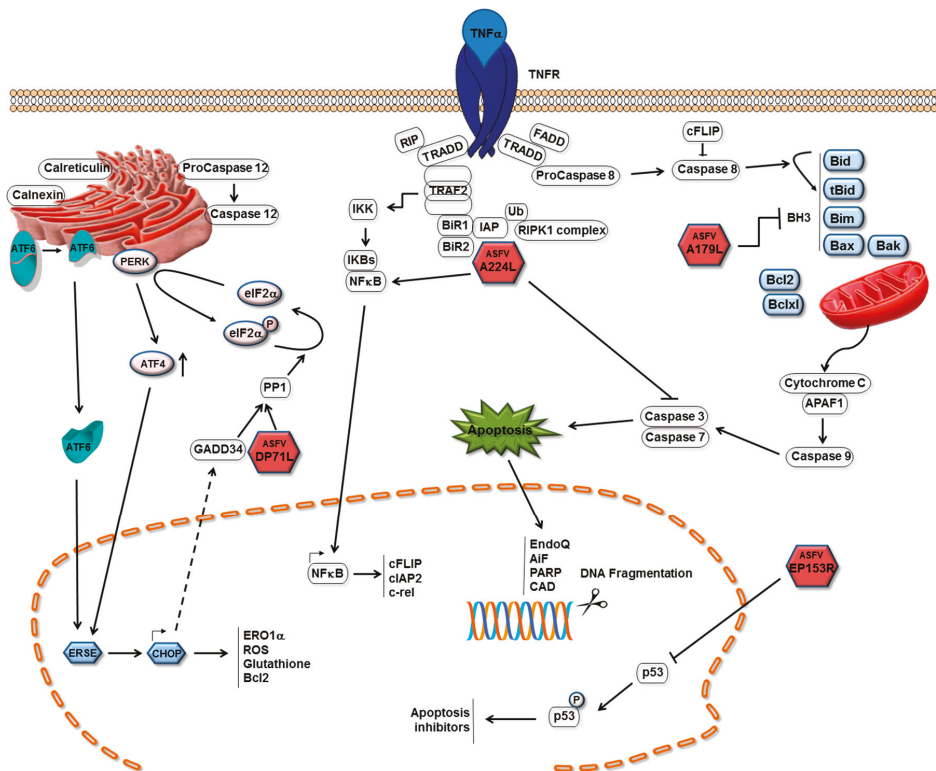 TNFα
TNFR
RIP
TRADD
FADD
TRADD
ProCaspase 8
cFLIP
Caspase 8
Bid
tBid
BH3
Bim
Bax
Bak
ASFV
A179L
Bcl2
Bclxl
Calreticulin
Calnexin
ProCaspase 12
Caspase 12
ATF6
ATF6
PERK
TRAF2
IKK
BiR1
IAP
Ub
RIPK1 complex
BiR2
ASFV
A224L
IKBs
NFκB
eIF2α
eIF2α
P
ATF4
PP1
Cytochrome C
APAF1
Caspase 3
Caspase 7
Apoptosis
Caspase 9
ATF6
GADD34
ASFV
DP71L
NFκB
cFLIP
cIAP2
c-rel
EndoQ
AiF
PARP
CAD
DNA Fragmentation
ASFV
EP153R
ERSE
CHOP
ERO1α
ROS
Glutathione
Bcl2
p53
P
p53
Apoptosis
inhibitors